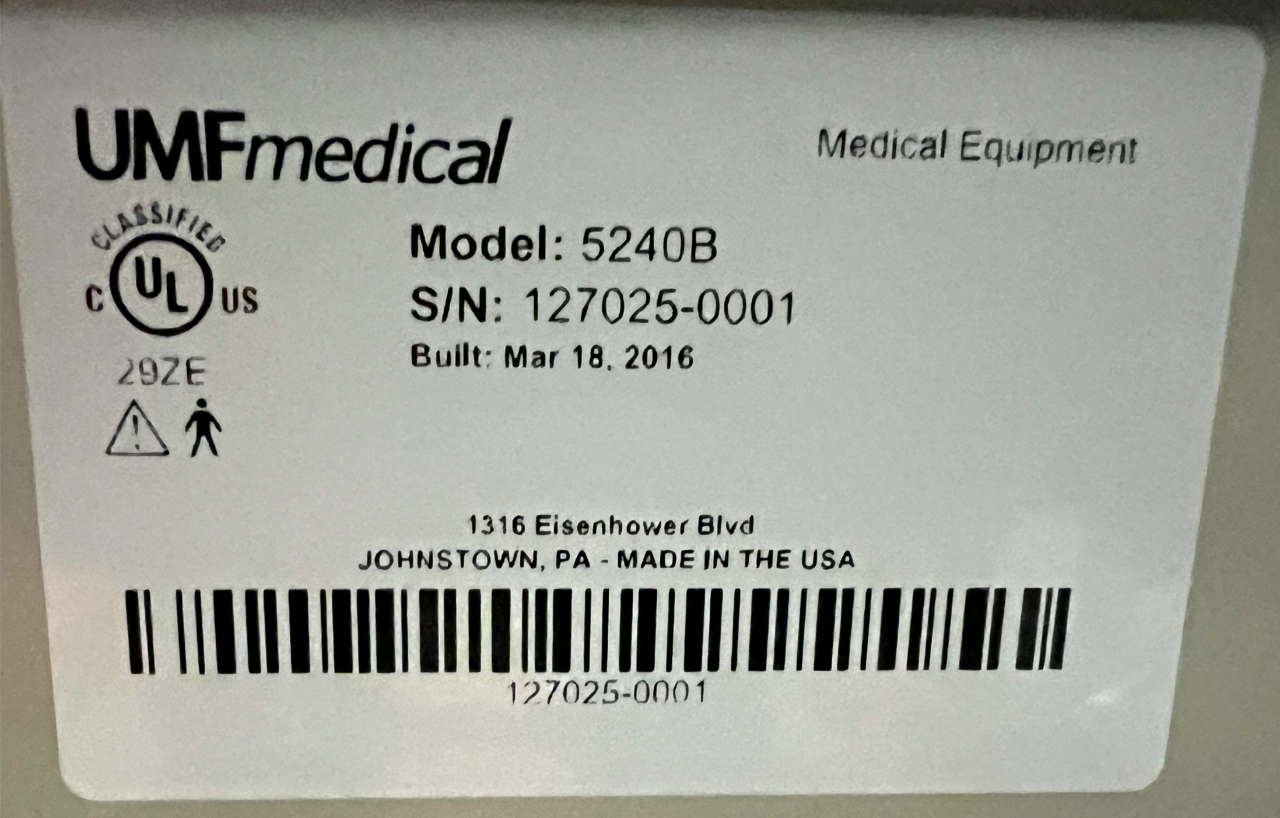 UMFmedical
Medical Equipment
CLASSIFIED
C UL US
Model: 5240B
S/N: 127025-0001
Built: Mar 18, 2016
29ZE
1316 Eisenhower Blvd
JOHNSTOWN, PA - MADE IN THE USA
127025-0001